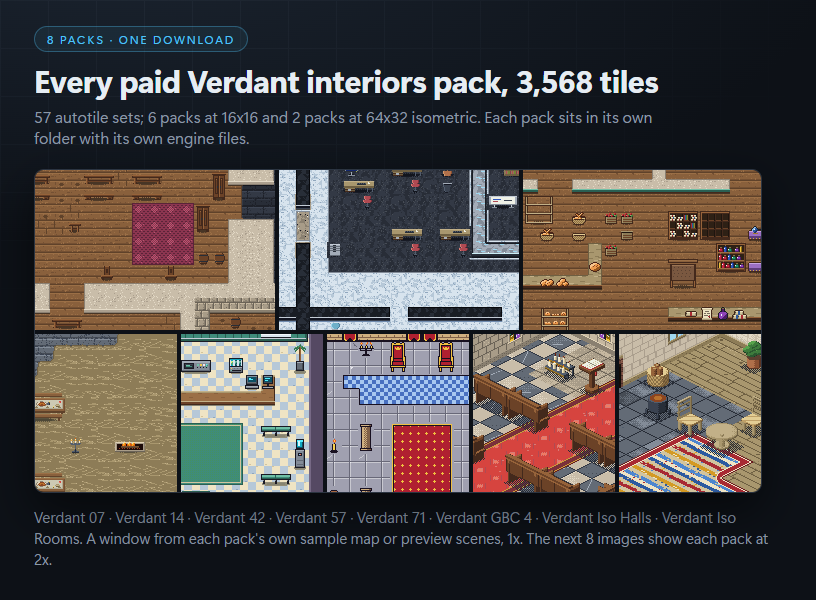 8 PACKS · ONE DOWNLOAD
Every paid Verdant interiors pack, 3,568 tiles
57 autotile sets; 6 packs at 16x16 and 2 packs at 64x32 isometric. Each pack sits in its own
folder with its own engine files.
Verdant 07 · Verdant 14 · Verdant 42 · Verdant 57 · Verdant 71 · Verdant GBC 4 · Verdant Iso Halls · Verdant Iso
Rooms. A window from each pack's own sample map or preview scenes, 1x. The next 8 images show each pack at
2x.